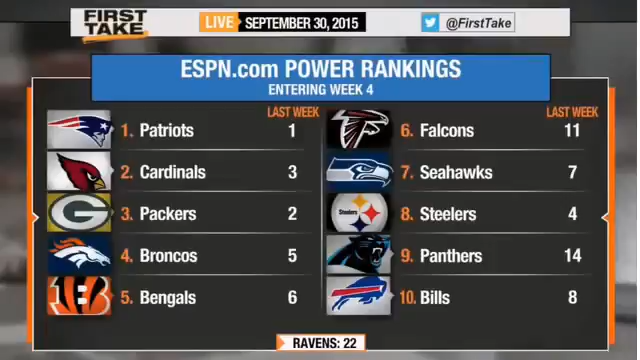 FIRST TAKE
LIVE SEPTEMBER 30, 2015
@FirstTake
ESPN.com POWER RANKINGS
ENTERING WEEK 4
LAST WEEK
1. Patriots 1
2. Cardinals 3
3. Packers 2
4. Broncos 5
5. Bengals 6
LAST WEEK
6. Falcons 11
7. Seahawks 7
Steelers
8. Steelers 4
9. Panthers 14
10. Bills 8
RAVENS: 22